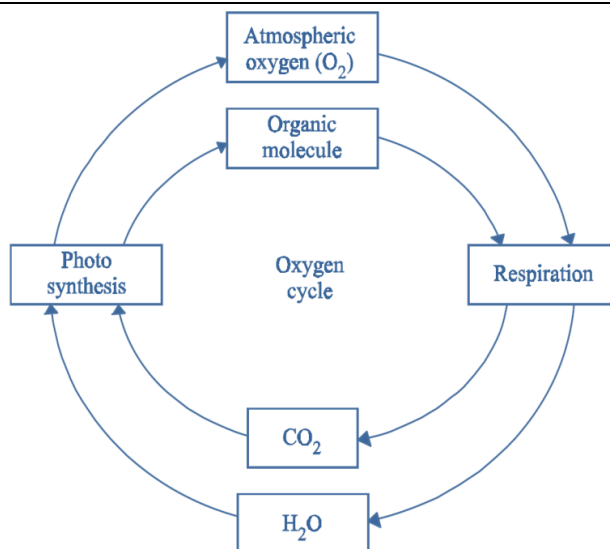 Atmospheric
oxygen (O₂)
Organic
molecule
Photo
synthesis
Oxygen
cycle
Respiration
CO₂
H₂O